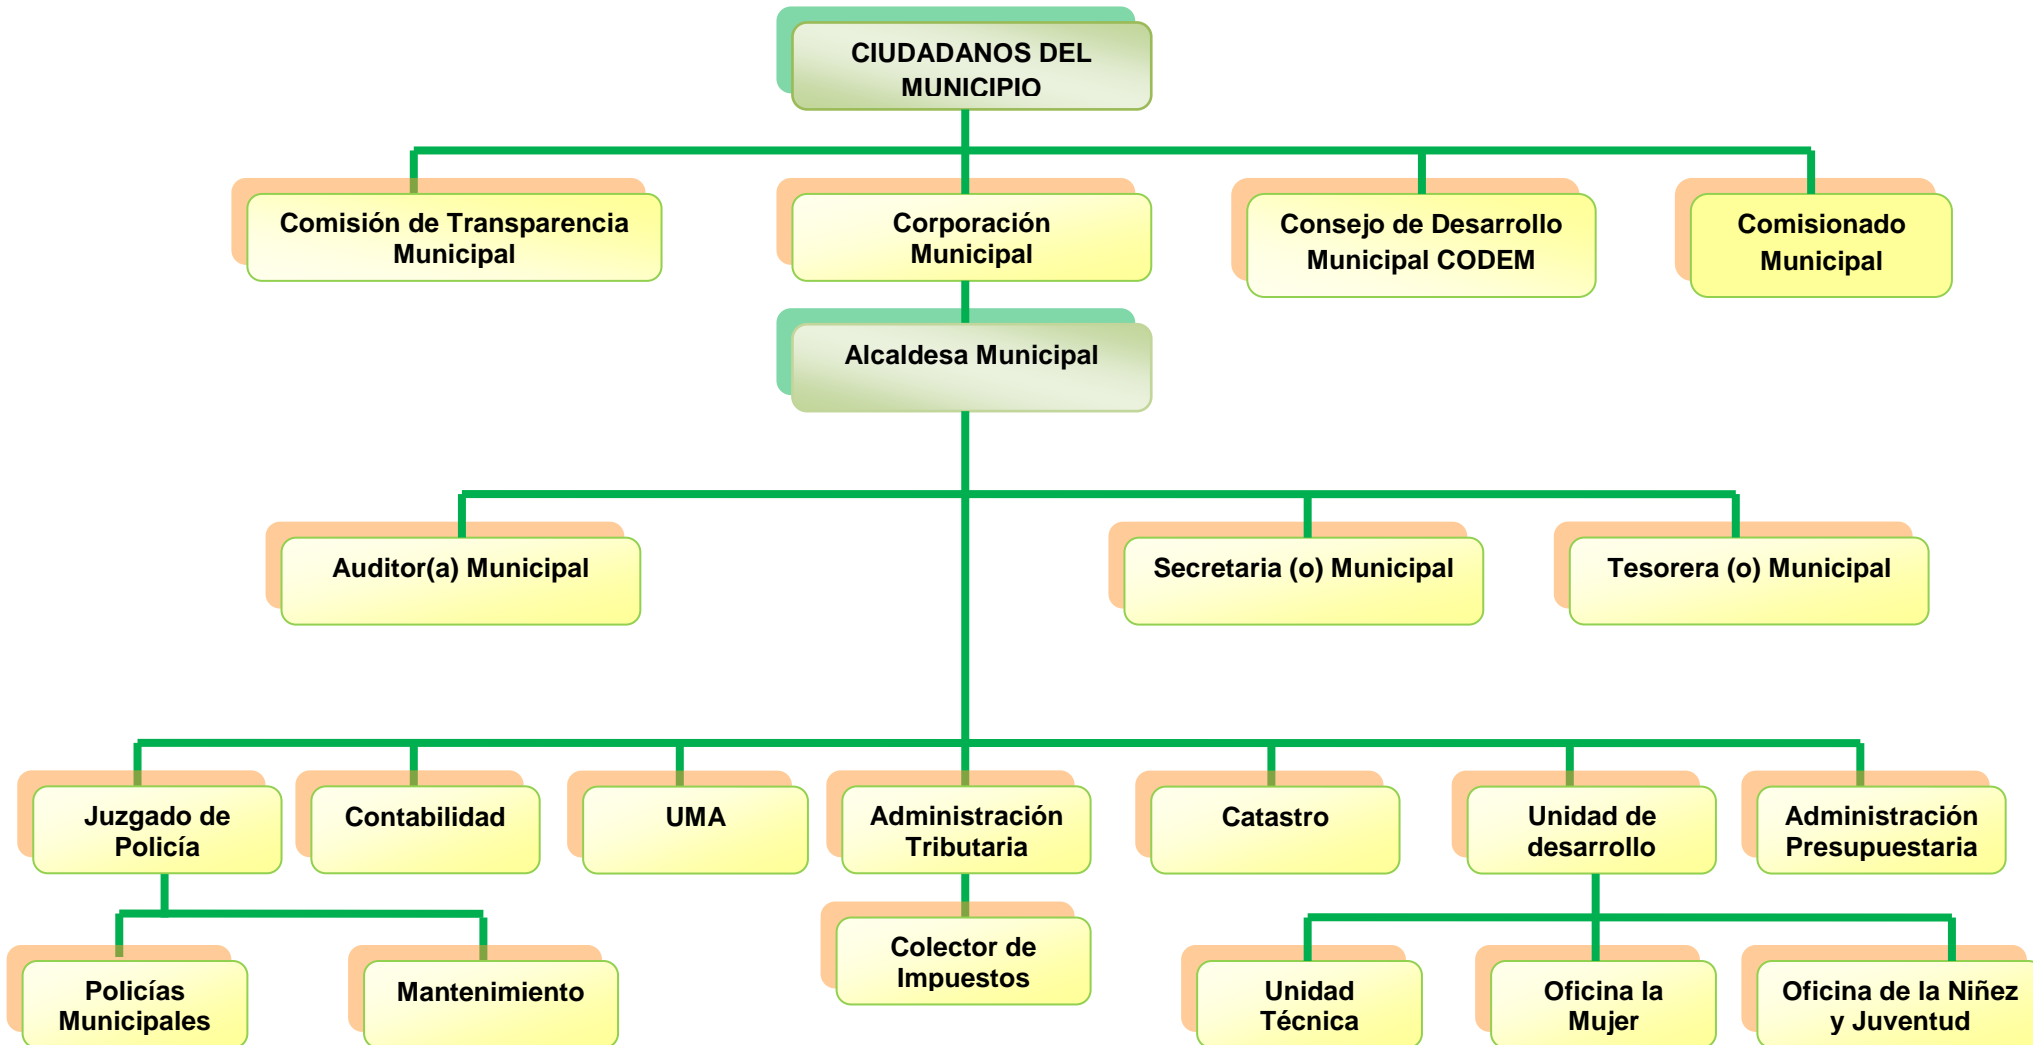 CIUDADANOS DEL
MUNICIPIO
Comisión de Transparencia
Municipal
Corporación
Municipal
Consejo de Desarrollo
Municipal CODEM
Comisionado
Municipal
Alcaldesa Municipal
Auditor(a) Municipal
Secretaria (o) Municipal
Tesorera (o) Municipal
Juzgado de
Policía
Contabilidad
UMA
Administración
Tributaria
Catastro
Unidad de
desarrollo
Administración
Presupuestaria
Policías
Municipales
Mantenimiento
Colector de
Impuestos
Unidad
Técnica
Oficina la
Mujer
Oficina de la Niñez
y Juventud